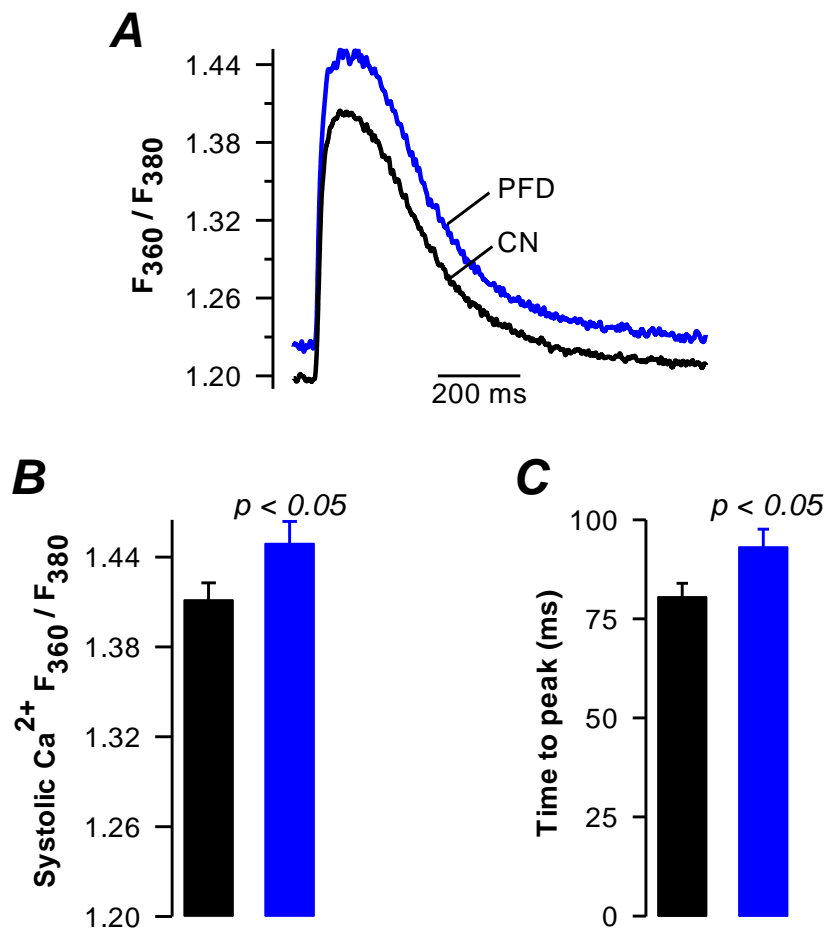 A
1.44
1.38
1.32
1.26
1.20
F360 / F380
PFD
CN
200 ms
B
p < 0.05
1.44
1.38
1.32
1.26
1.20
Systolic Ca2+ F360 / F380
C
p < 0.05
100
75
50
25
0
Time to peak (ms)